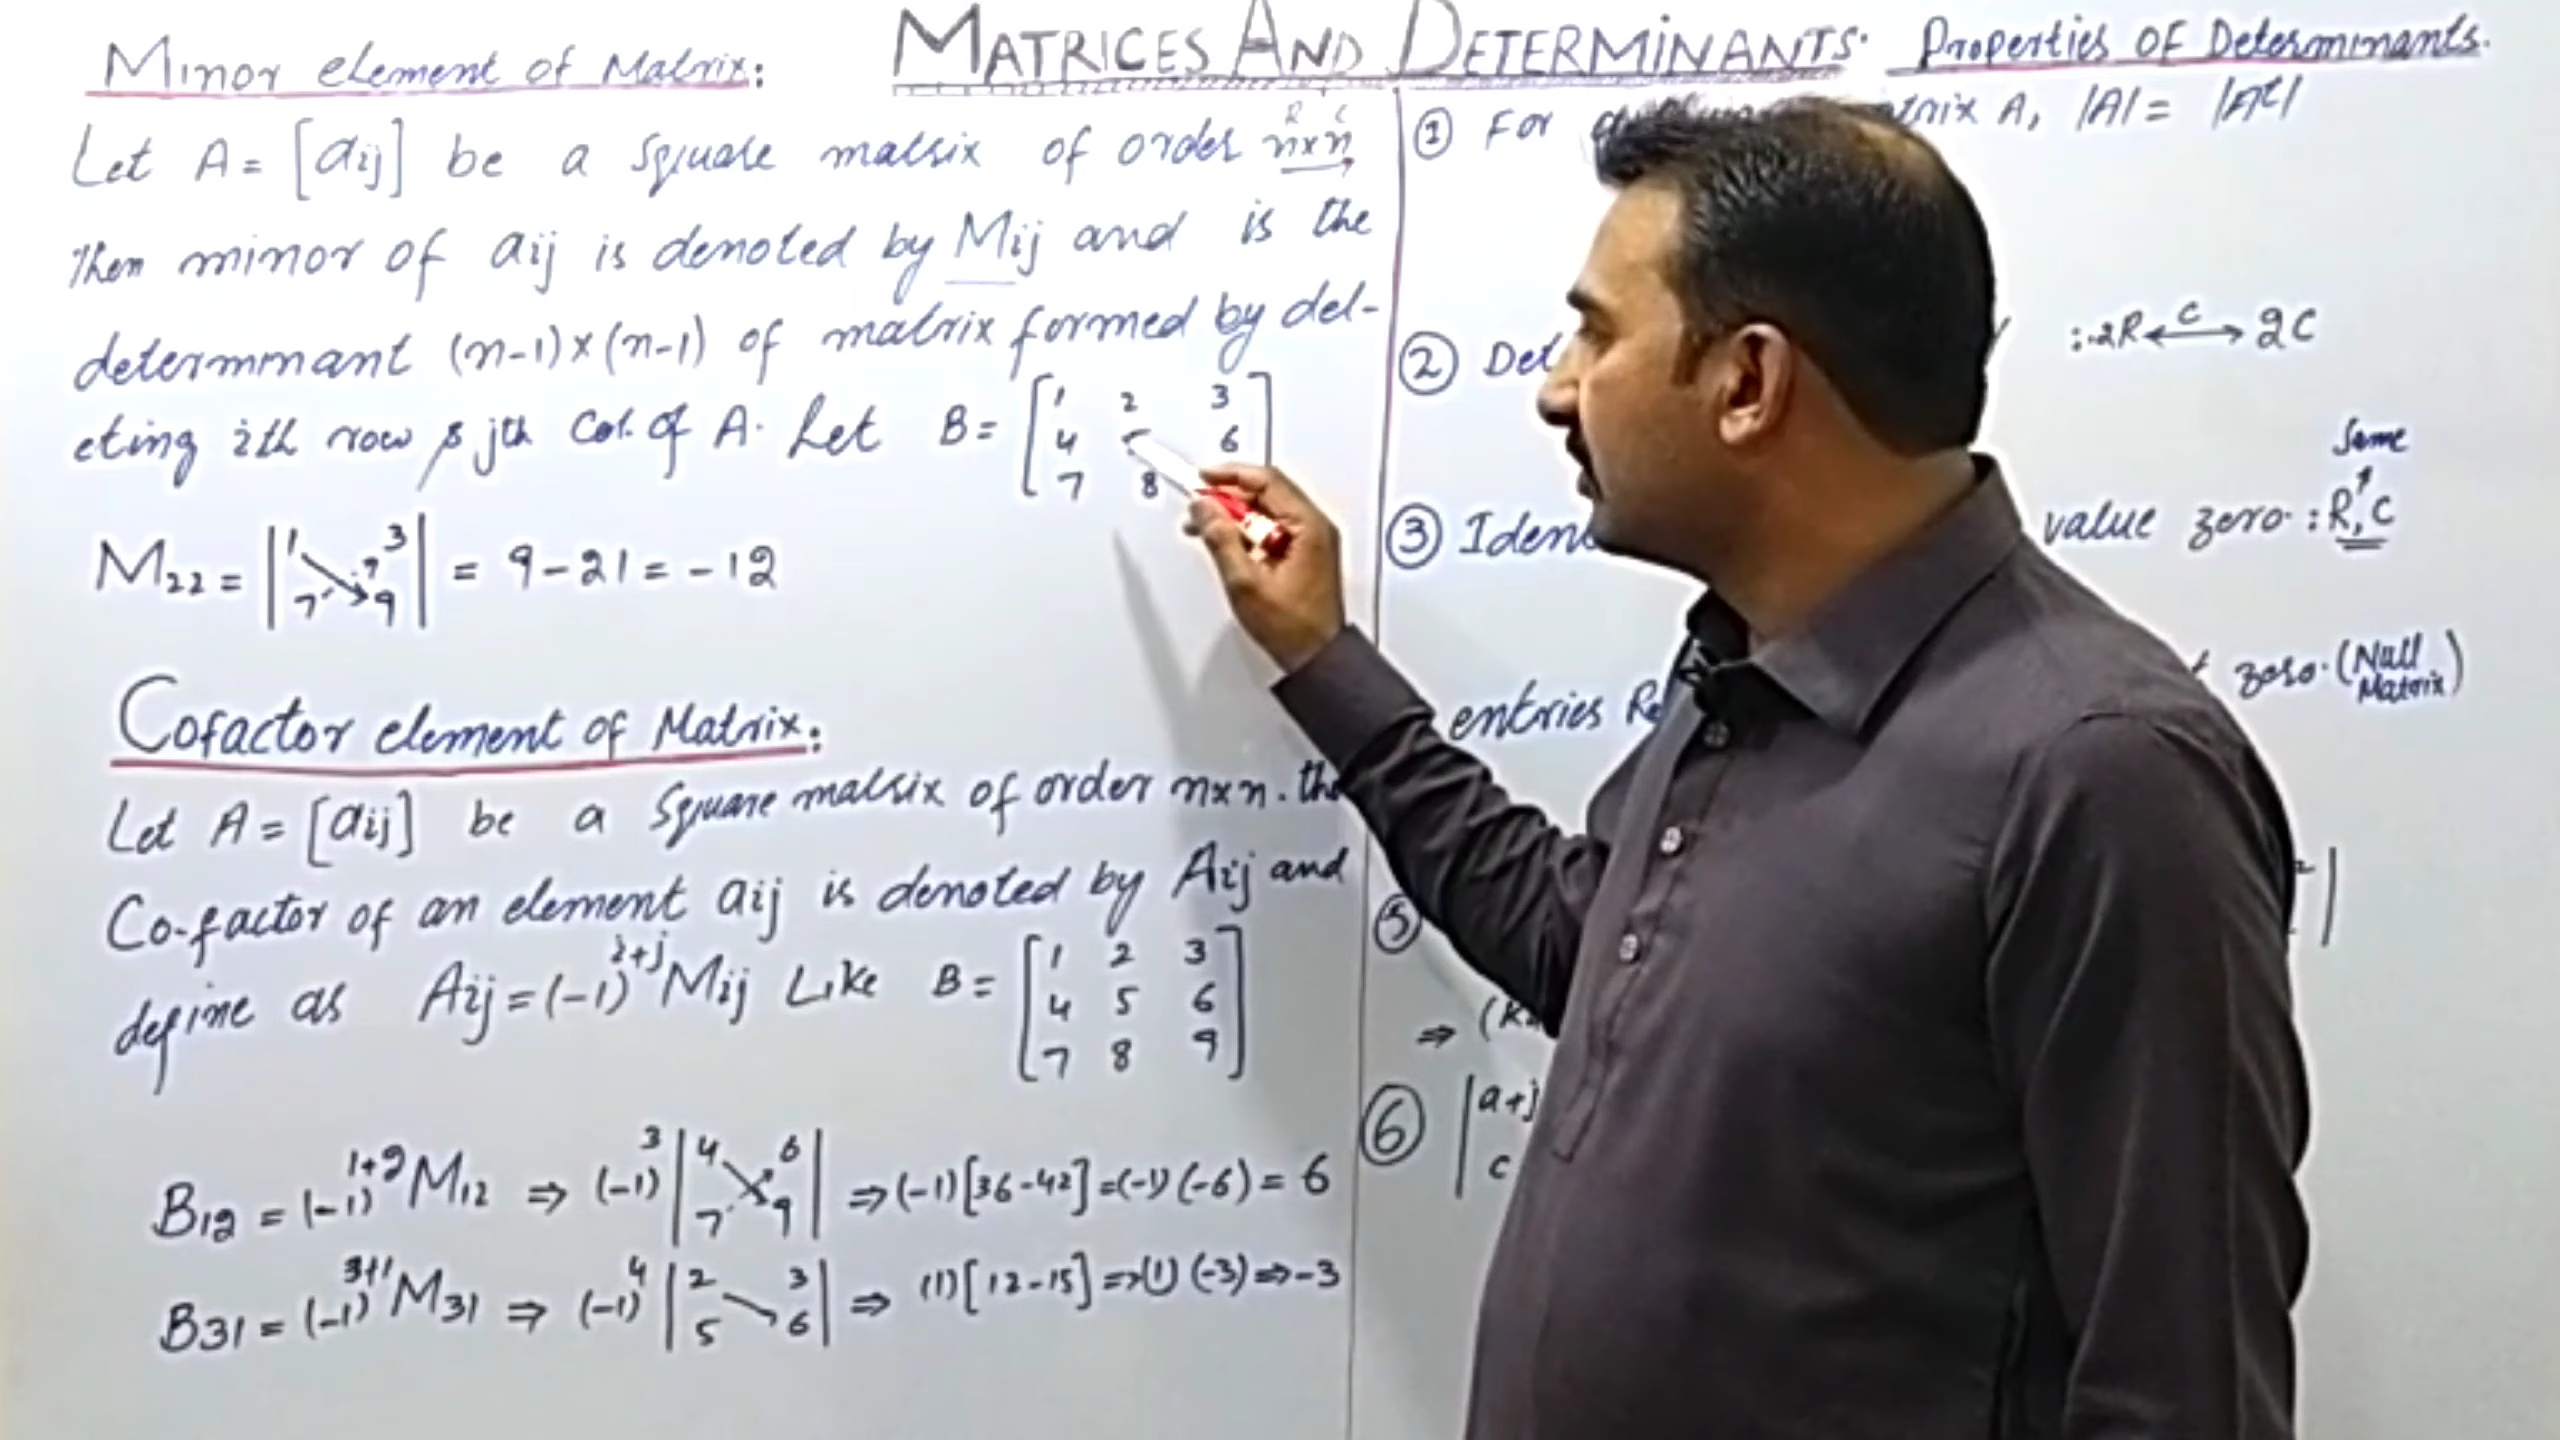 MATRICES AND DETERMINANTS.
Minor element of Matrix:
Let A = [aij] be a square matrix of order n×n
R C
Then minor of aij is denoted by Mij and is the
determinant (n-1)×(n-1) of matrix formed by del-
eting ith row & jth Col. of A. Let B = [
1 2 3
4 5 6
7 8
]
M22 = | 1 3 7 9 | = 9-21 = -12
Cofactor element of Matrix:
Let A = [aij] be a square matrix of order n×n.
Co-factor of an element aij is denoted by Aij and
define as Aij = (-1)^i+j Mij Like B = [
1 2 3
4 5 6
7 8 9
]
B12 = (-1)^1+2 M12 ⇒ (-1)^3 | 4 6 7 9 | ⇒ (-1)[36-42] = (-1)(-6) = 6
B31 = (-1)^3+1 M31 ⇒ (-1)^4 | 2 3 5 6 | ⇒ (1)[12-15] ⇒ (1)(-3) ⇒ -3
Properties OF Determinants.
① For A, |A| = |At|
② :-2R ←C→ 2C
Same
③ value zero. : R, C
entries zero. (Null Matrix)
⑤
⇒
⑥ | a+j
c